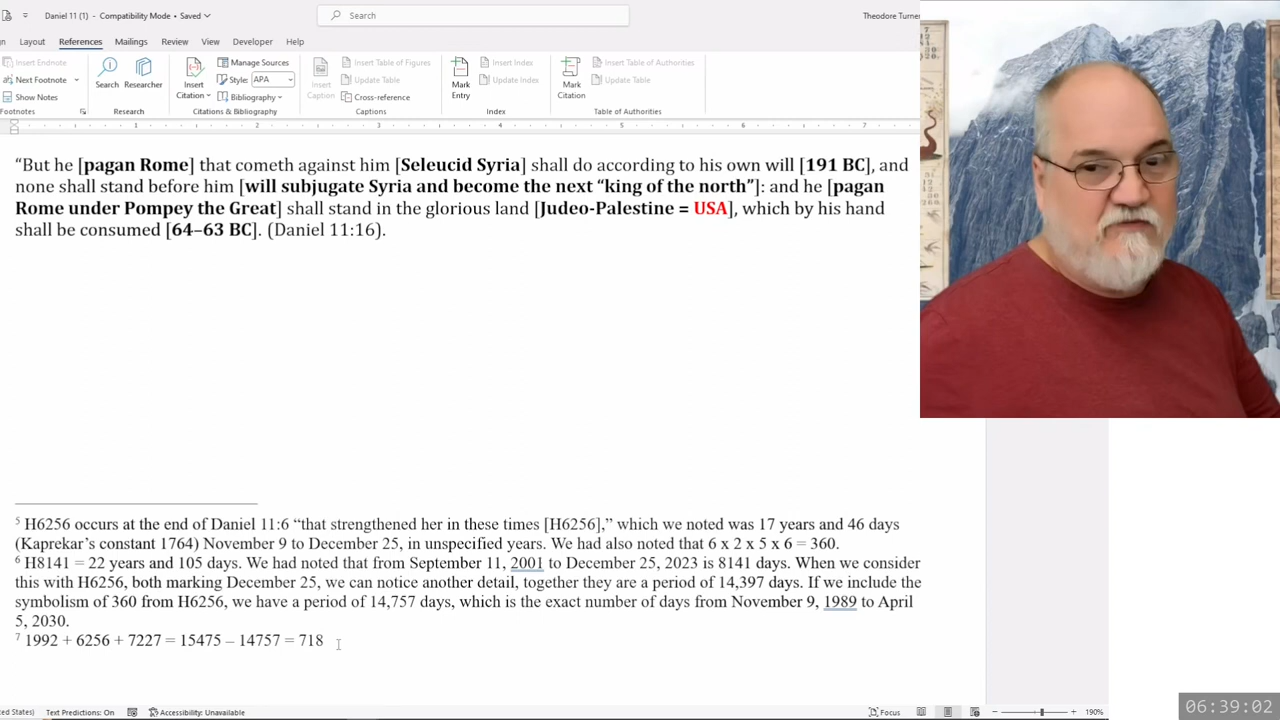 Daniel 11 (1) - Compatibility Mode • Saved
Search
Theodore Turner
Layout References Mailings Review View Developer Help
Insert Endnote
Next Footnote
Show Notes
Footnotes
Search
Researcher
Research
Insert Citation
Manage Sources
Style: APA
Bibliography
Citations & Bibliography
Insert Caption
Insert Table of Figures
Update Table
Cross-reference
Captions
Mark Entry
Insert Index
Update Index
Index
Mark Citation
Insert Table of Authorities
Update Table
Table of Authorities
1 2 3 4 5 6 7
“But he [pagan Rome] that cometh against him [Seleucid Syria] shall do according to his own will [191 BC], and
none shall stand before him [will subjugate Syria and become the next “king of the north”]: and he [pagan
Rome under Pompey the Great] shall stand in the glorious land [Judeo-Palestine = USA], which by his hand
shall be consumed [64–63 BC]. (Daniel 11:16).
5 H6256 occurs at the end of Daniel 11:6 “that strengthened her in these times [H6256],” which we noted was 17 years and 46 days
(Kaprekar’s constant 1764) November 9 to December 25, in unspecified years. We had also noted that 6 x 2 x 5 x 6 = 360.
6 H8141 = 22 years and 105 days. We had noted that from September 11, 2001 to December 25, 2023 is 8141 days. When we consider
this with H6256, both marking December 25, we can notice another detail, together they are a period of 14,397 days. If we include the
symbolism of 360 from H6256, we have a period of 14,757 days, which is the exact number of days from November 9, 1989 to April
5, 2030.
7 1992 + 6256 + 7227 = 15475 – 14757 = 718
Text Predictions: On
Accessibility: Unavailable
Focus
190%
06:39:02